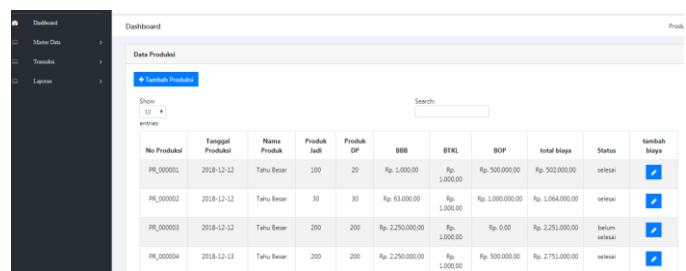 Dashboard
Master Data
Transaksi
Laporan
Dashboard
Produ
Data Produksi
+ Tambah Produksi
Show
10
entries
Search:
No Produksi Tanggal Produksi Nama Produk Produk Jadi Produk DP BBB BTKL BOP total biaya Status tambah biaya
PR_000001 2018-12-12 Tahu Besar 100 20 Rp. 1.000,00 Rp. 1.000,00 Rp. 500.000,00 Rp. 502.000,00 selesai
PR_000002 2018-12-12 Tahu Besar 30 30 Rp. 63.000,00 Rp. 1.000,00 Rp. 1.000.000,00 Rp. 1.064.000,00 selesai
PR_000003 2018-12-12 Tahu Besar 200 200 Rp. 2.250.000,00 Rp. 1.000,00 Rp. 0,00 Rp. 2.251.000,00 belum selesai
PR_000004 2018-12-13 Tahu Besar 200 200 Rp. 2.250.000,00 Rp. 1.000,00 Rp. 500.000,00 Rp. 2.751.000,00 selesai